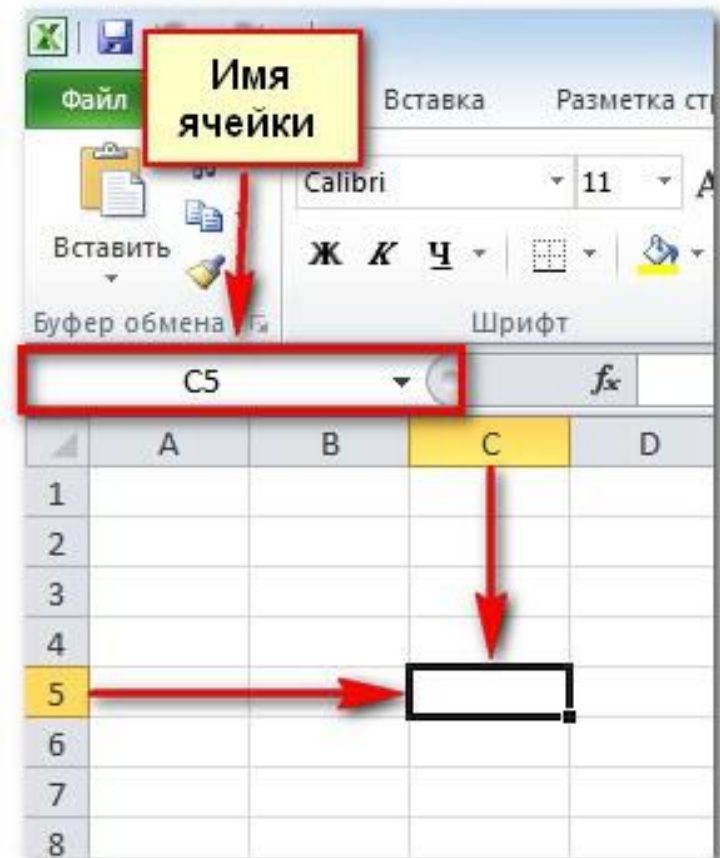 Имя
ячейки
Файл
Вставка
Разметка ст
Calibri
11
A
Вставить
Ж К Ч
Буфер обмена
Шрифт
C5
fx
A B C D
1
2
3
4
5
6
7
8